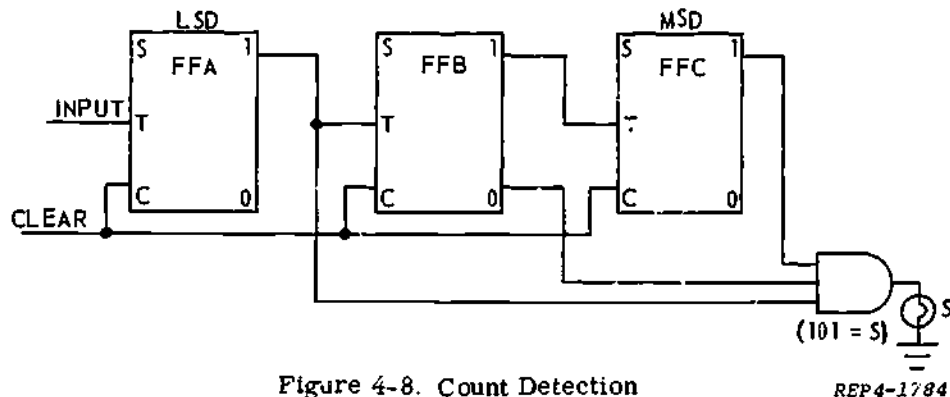 LSD
MSD
S 1
FFA
S 1
FFB
S 1
FFC
INPUT
T
T
T
C 0
C 0
C 0
CLEAR
S
(101 = S)
Figure 4-8. Count Detection
REP4-1784